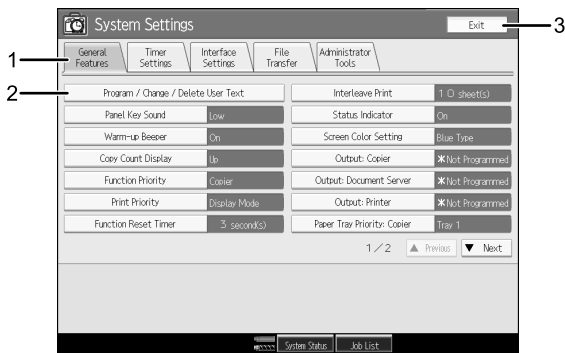 System Settings
Exit
3
1
General Features
Timer Settings
Interface Settings
File Transfer
Administrator Tools
2
Program / Change / Delete User Text
Interleave Print
10 sheet(s)
Panel Key Sound
Low
Status Indicator
On
Warm-up Beeper
On
Screen Color Setting
Blue Type
Copy Count Display
Up
Output: Copier
*Not Programmed
Function Priority
Copier
Output: Document Server
*Not Programmed
Print Priority
Display Mode
Output: Printer
*Not Programmed
Function Reset Timer
3 second(s)
Paper Tray Priority: Copier
Tray 1
1/2
▲ Previous
▼ Next
System Status
Job List